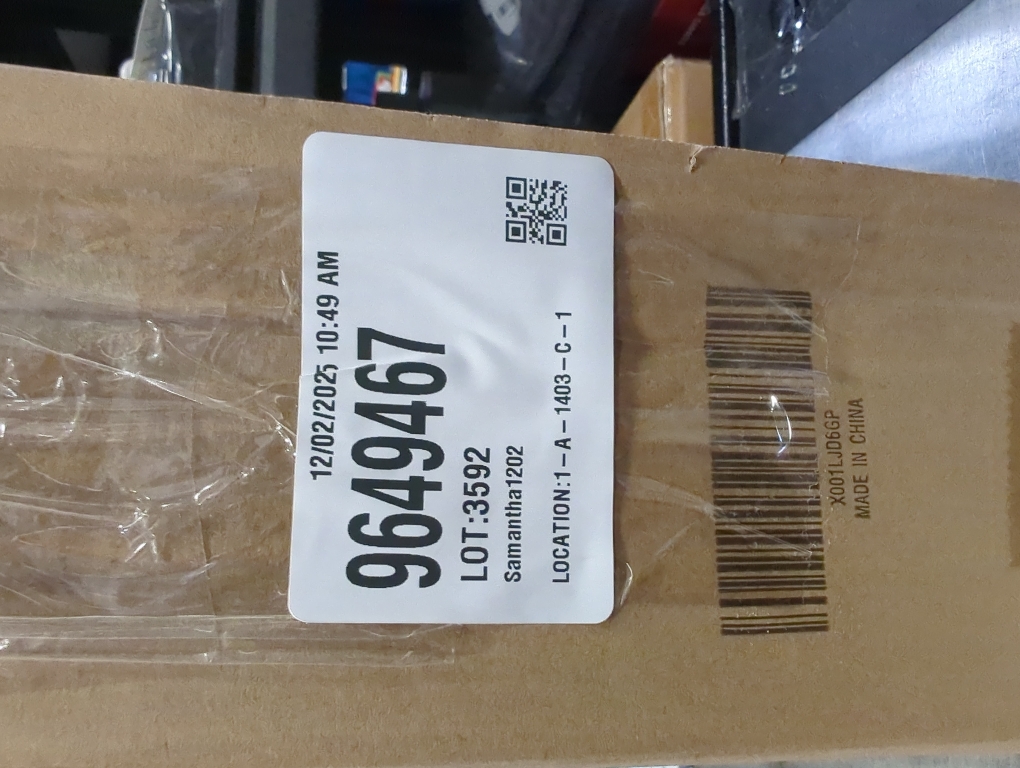 12/02/2025 10:49 AM
9649467
LOT:3592
Samantha1202
LOCATION:1-A-1403-C-1
X001LJD6GP
MADE IN CHINA